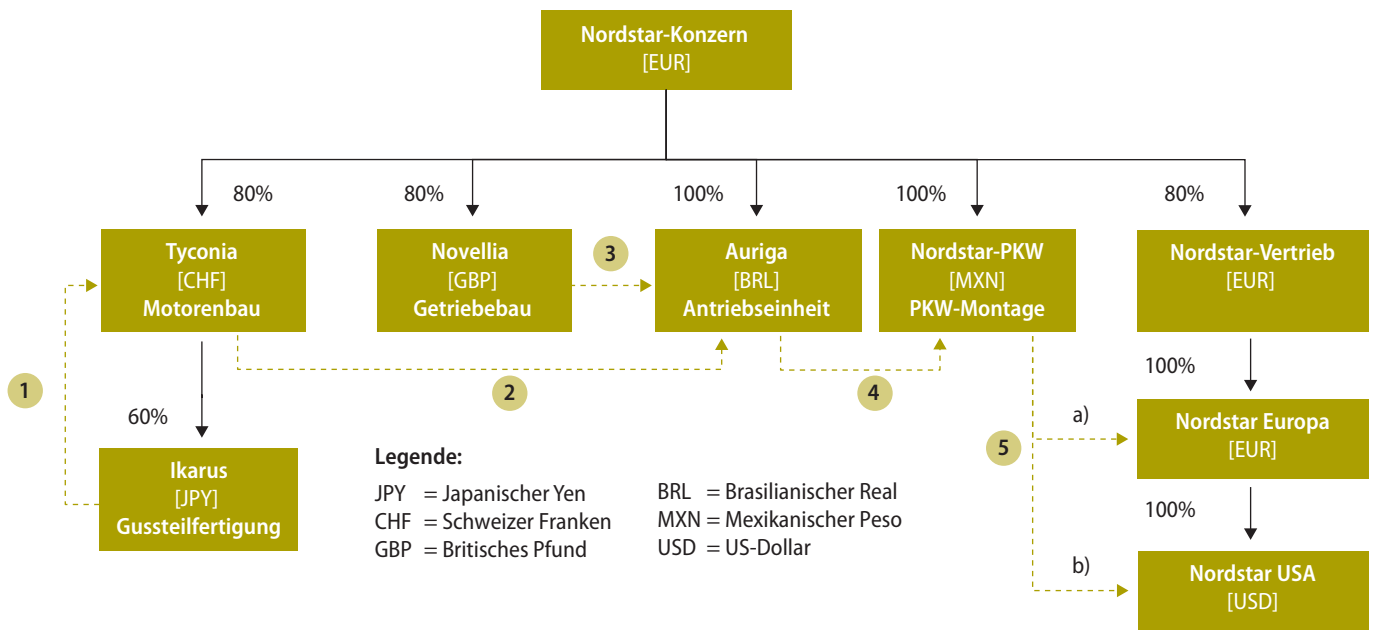 Nordstar-Konzern
[EUR]
80%
80%
100%
100%
80%
Tyconia
[CHF]
Motorenbau
Novellia
[GBP]
Getriebebau
3
Auriga
[BRL]
Antriebseinheit
Nordstar-PKW
[MXN]
PKW-Montage
Nordstar-Vertrieb
[EUR]
1
2
4
100%
60%
a)
5
Nordstar Europa
[EUR]
Ikarus
[JPY]
Gussteilfertigung
Legende:
JPY = Japanischer Yen
CHF = Schweizer Franken
GBP = Britisches Pfund
BRL = Brasilianischer Real
MXN = Mexikanischer Peso
USD = US-Dollar
100%
b)
Nordstar USA
[USD]